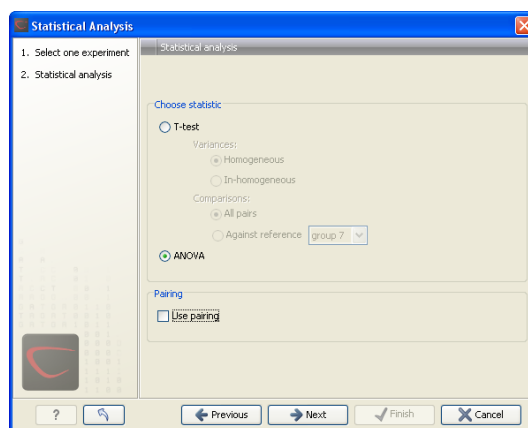 Statistical Analysis
1. Select one experiment
2. Statistical analysis
Statistical analysis
Choose statistic
T-test
Variances:
Homogeneous
In-homogeneous
Comparisons:
All pairs
Against reference group 7
ANOVA
Pairing
Use pairing
? Previous Next Finish Cancel